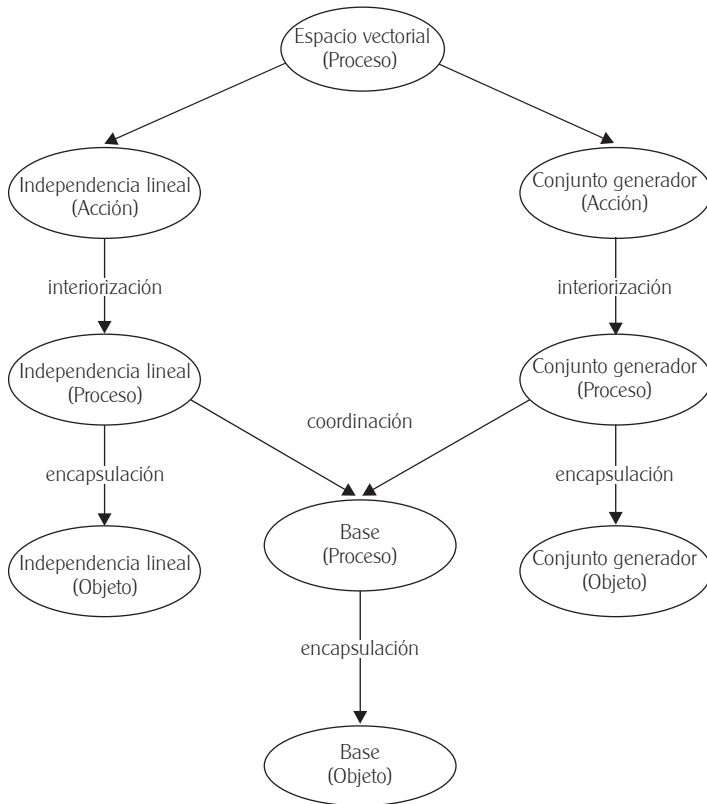 Espacio vectorial
(Proceso)
Independencia lineal
(Acción)
Conjunto generador
(Acción)
interiorización
interiorización
Independencia lineal
(Proceso)
Conjunto generador
(Proceso)
coordinación
encapsulación
encapsulación
Base
(Proceso)
Independencia lineal
(Objeto)
Conjunto generador
(Objeto)
encapsulación
Base
(Objeto)